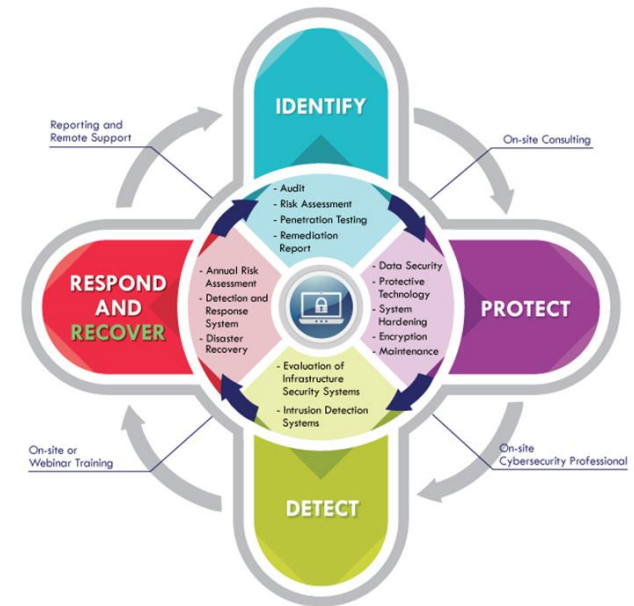 IDENTIFY
Reporting and
Remote Support
On-site Consulting
- Audit
- Risk Assessment
- Penetration Testing
- Remediation
Report
RESPOND
AND
RECOVER
- Annual Risk
Assessment
- Detection and
Response
System
- Disaster
Recovery
- Data Security
- Protective
Technology
- System
Hardening
- Encryption
- Maintenance
PROTECT
- Evaluation of
Infrastructure
Security Systems
- Intrusion Detection
Systems
On-site or
Webinar Training
On-site
Cybersecurity Professional
DETECT